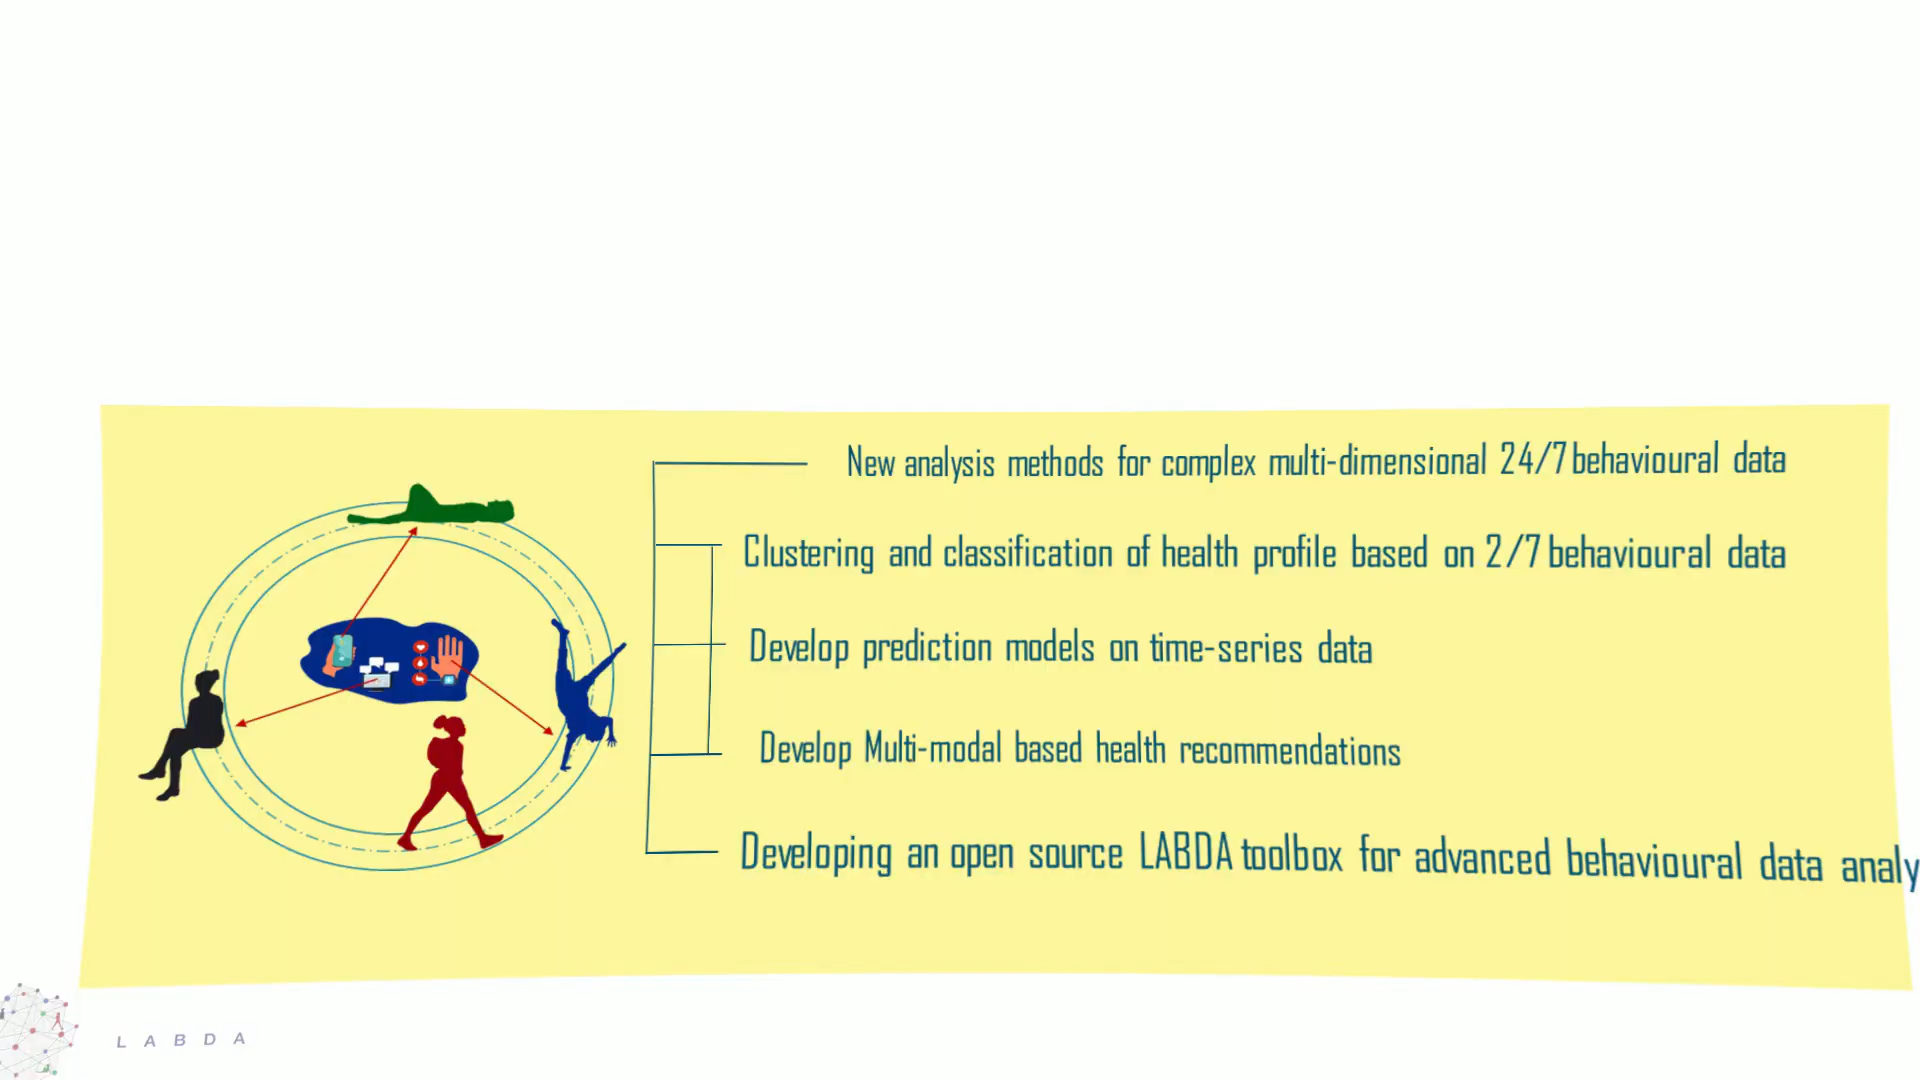 New analysis methods for complex multi-dimensional 24/7 behavioural data
Clustering and classification of health profile based on 2/7 behavioural data
Develop prediction models on time-series data
Develop Multi-modal based health recommendations
Developing an open source LABDA toolbox for advanced behavioural data analy
LABDA